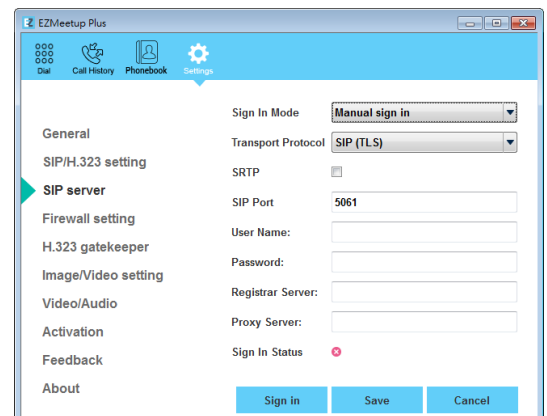 EZMeetup Plus
Dial Call History Phonebook Settings
General
SIP/H.323 setting
SIP server
Firewall setting
H.323 gatekeeper
Image/Video setting
Video/Audio
Activation
Feedback
About
Sign In Mode Manual sign in
Transport Protocol SIP (TLS)
SRTP
SIP Port 5061
User Name:
Password:
Registrar Server:
Proxy Server:
Sign In Status
Sign in Save Cancel